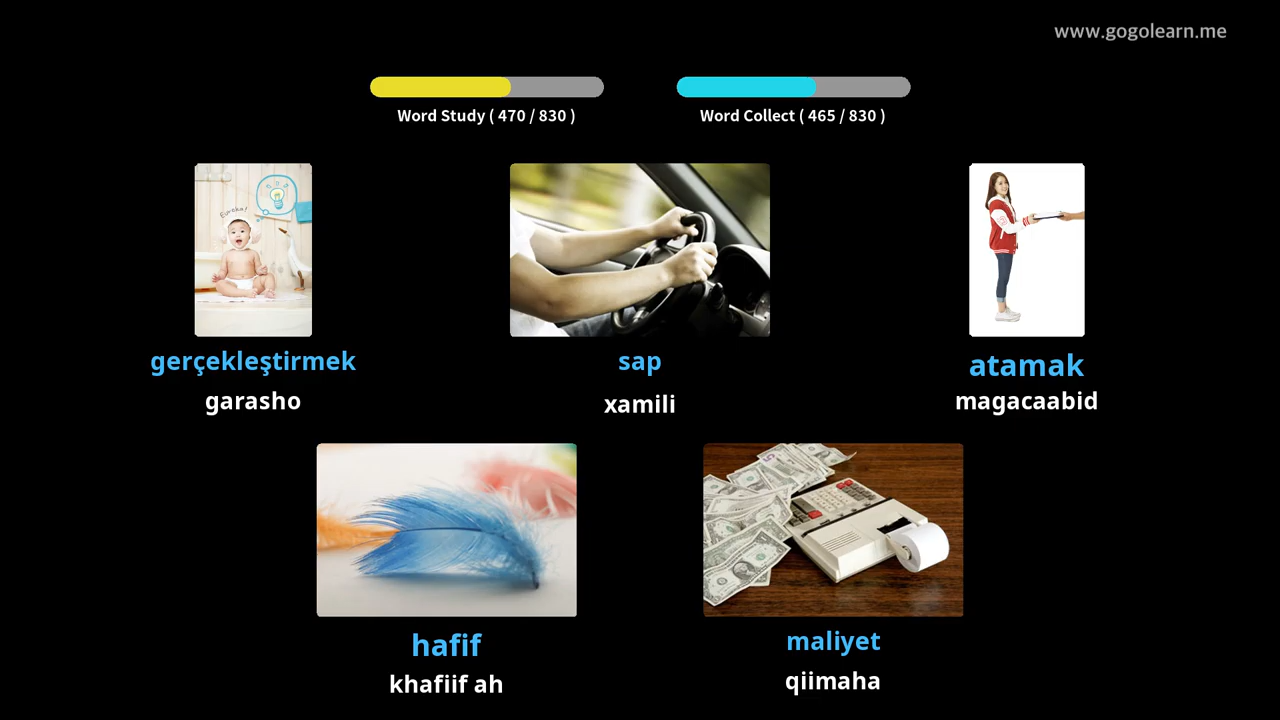 www.gogolearn.me
Word Study ( 470 / 830 )
Word Collect ( 465 / 830 )
Eureka!
gerçekleştirmek
garasho
sap
xamili
atamak
magacaabid
hafif
khafiif ah
maliyet
qiimaha